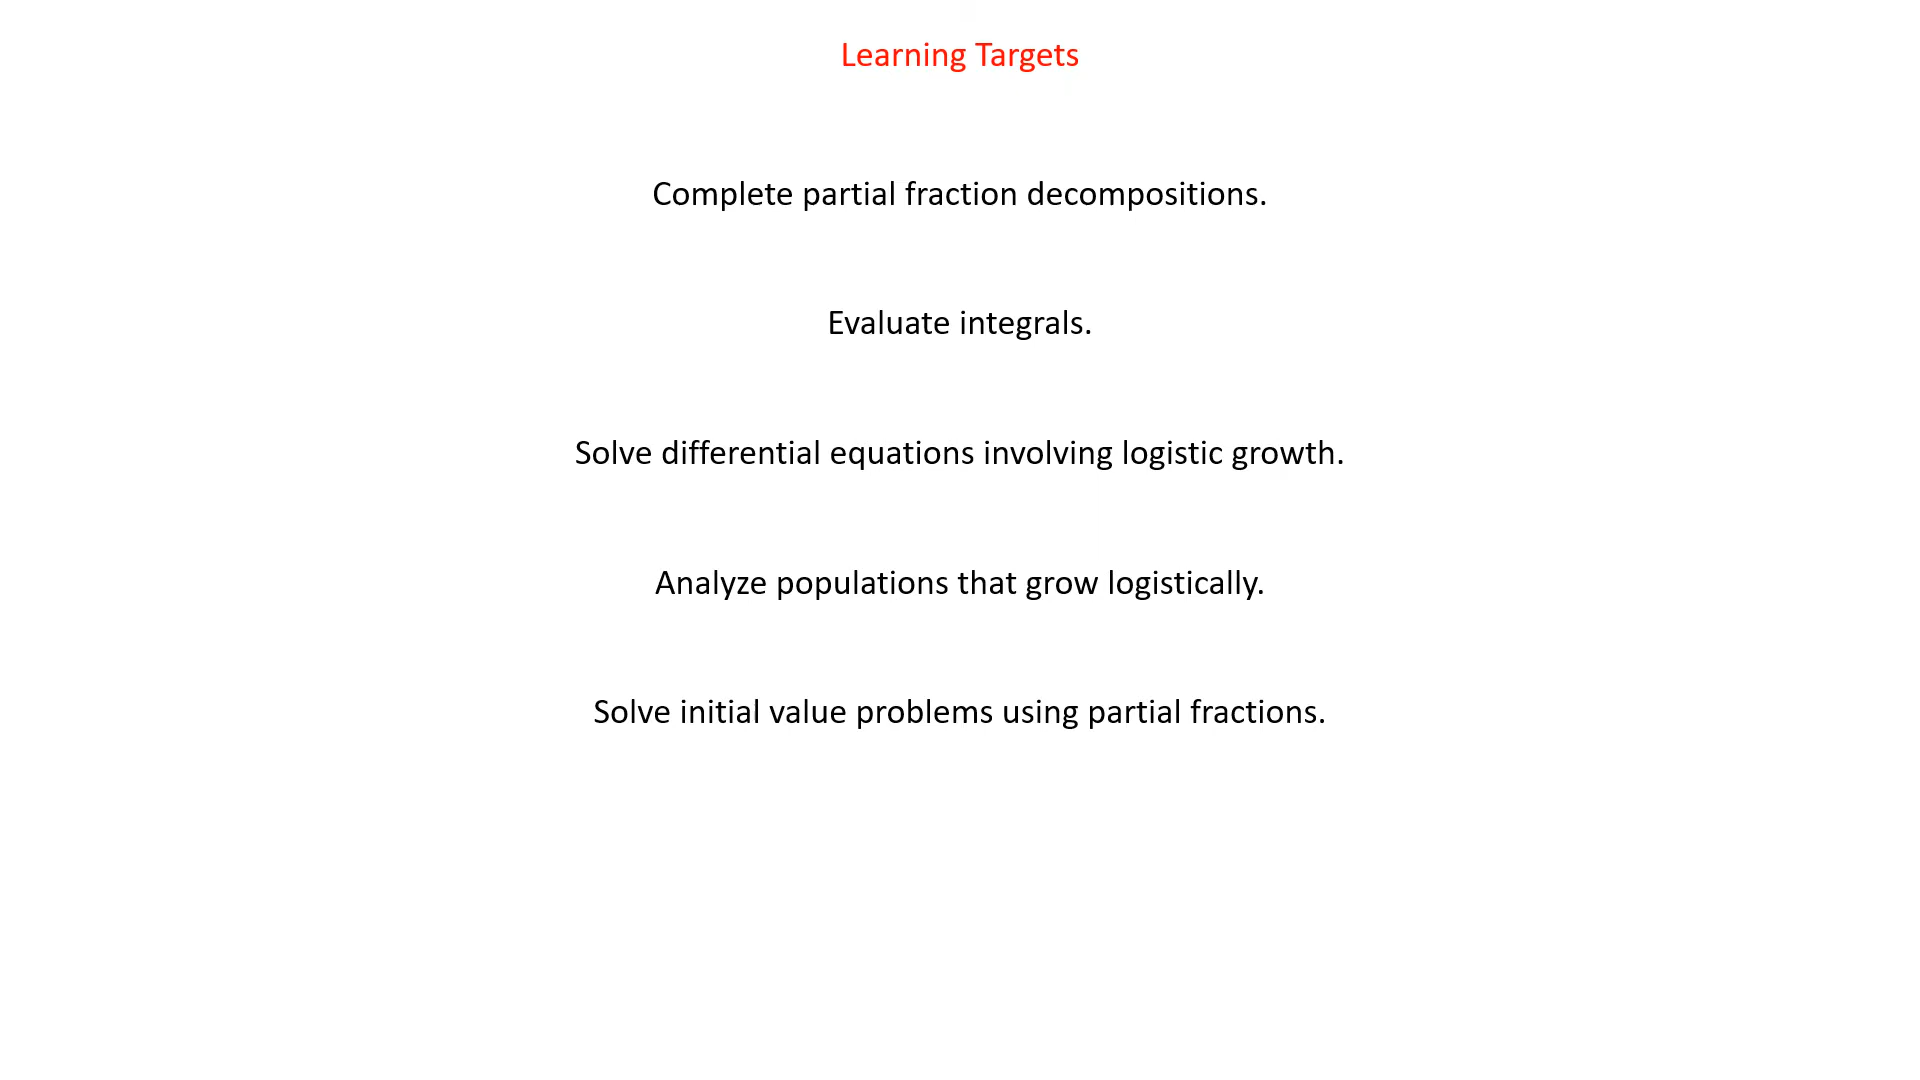 Learning Targets
Complete partial fraction decompositions.
Evaluate integrals.
Solve differential equations involving logistic growth.
Analyze populations that grow logistically.
Solve initial value problems using partial fractions.